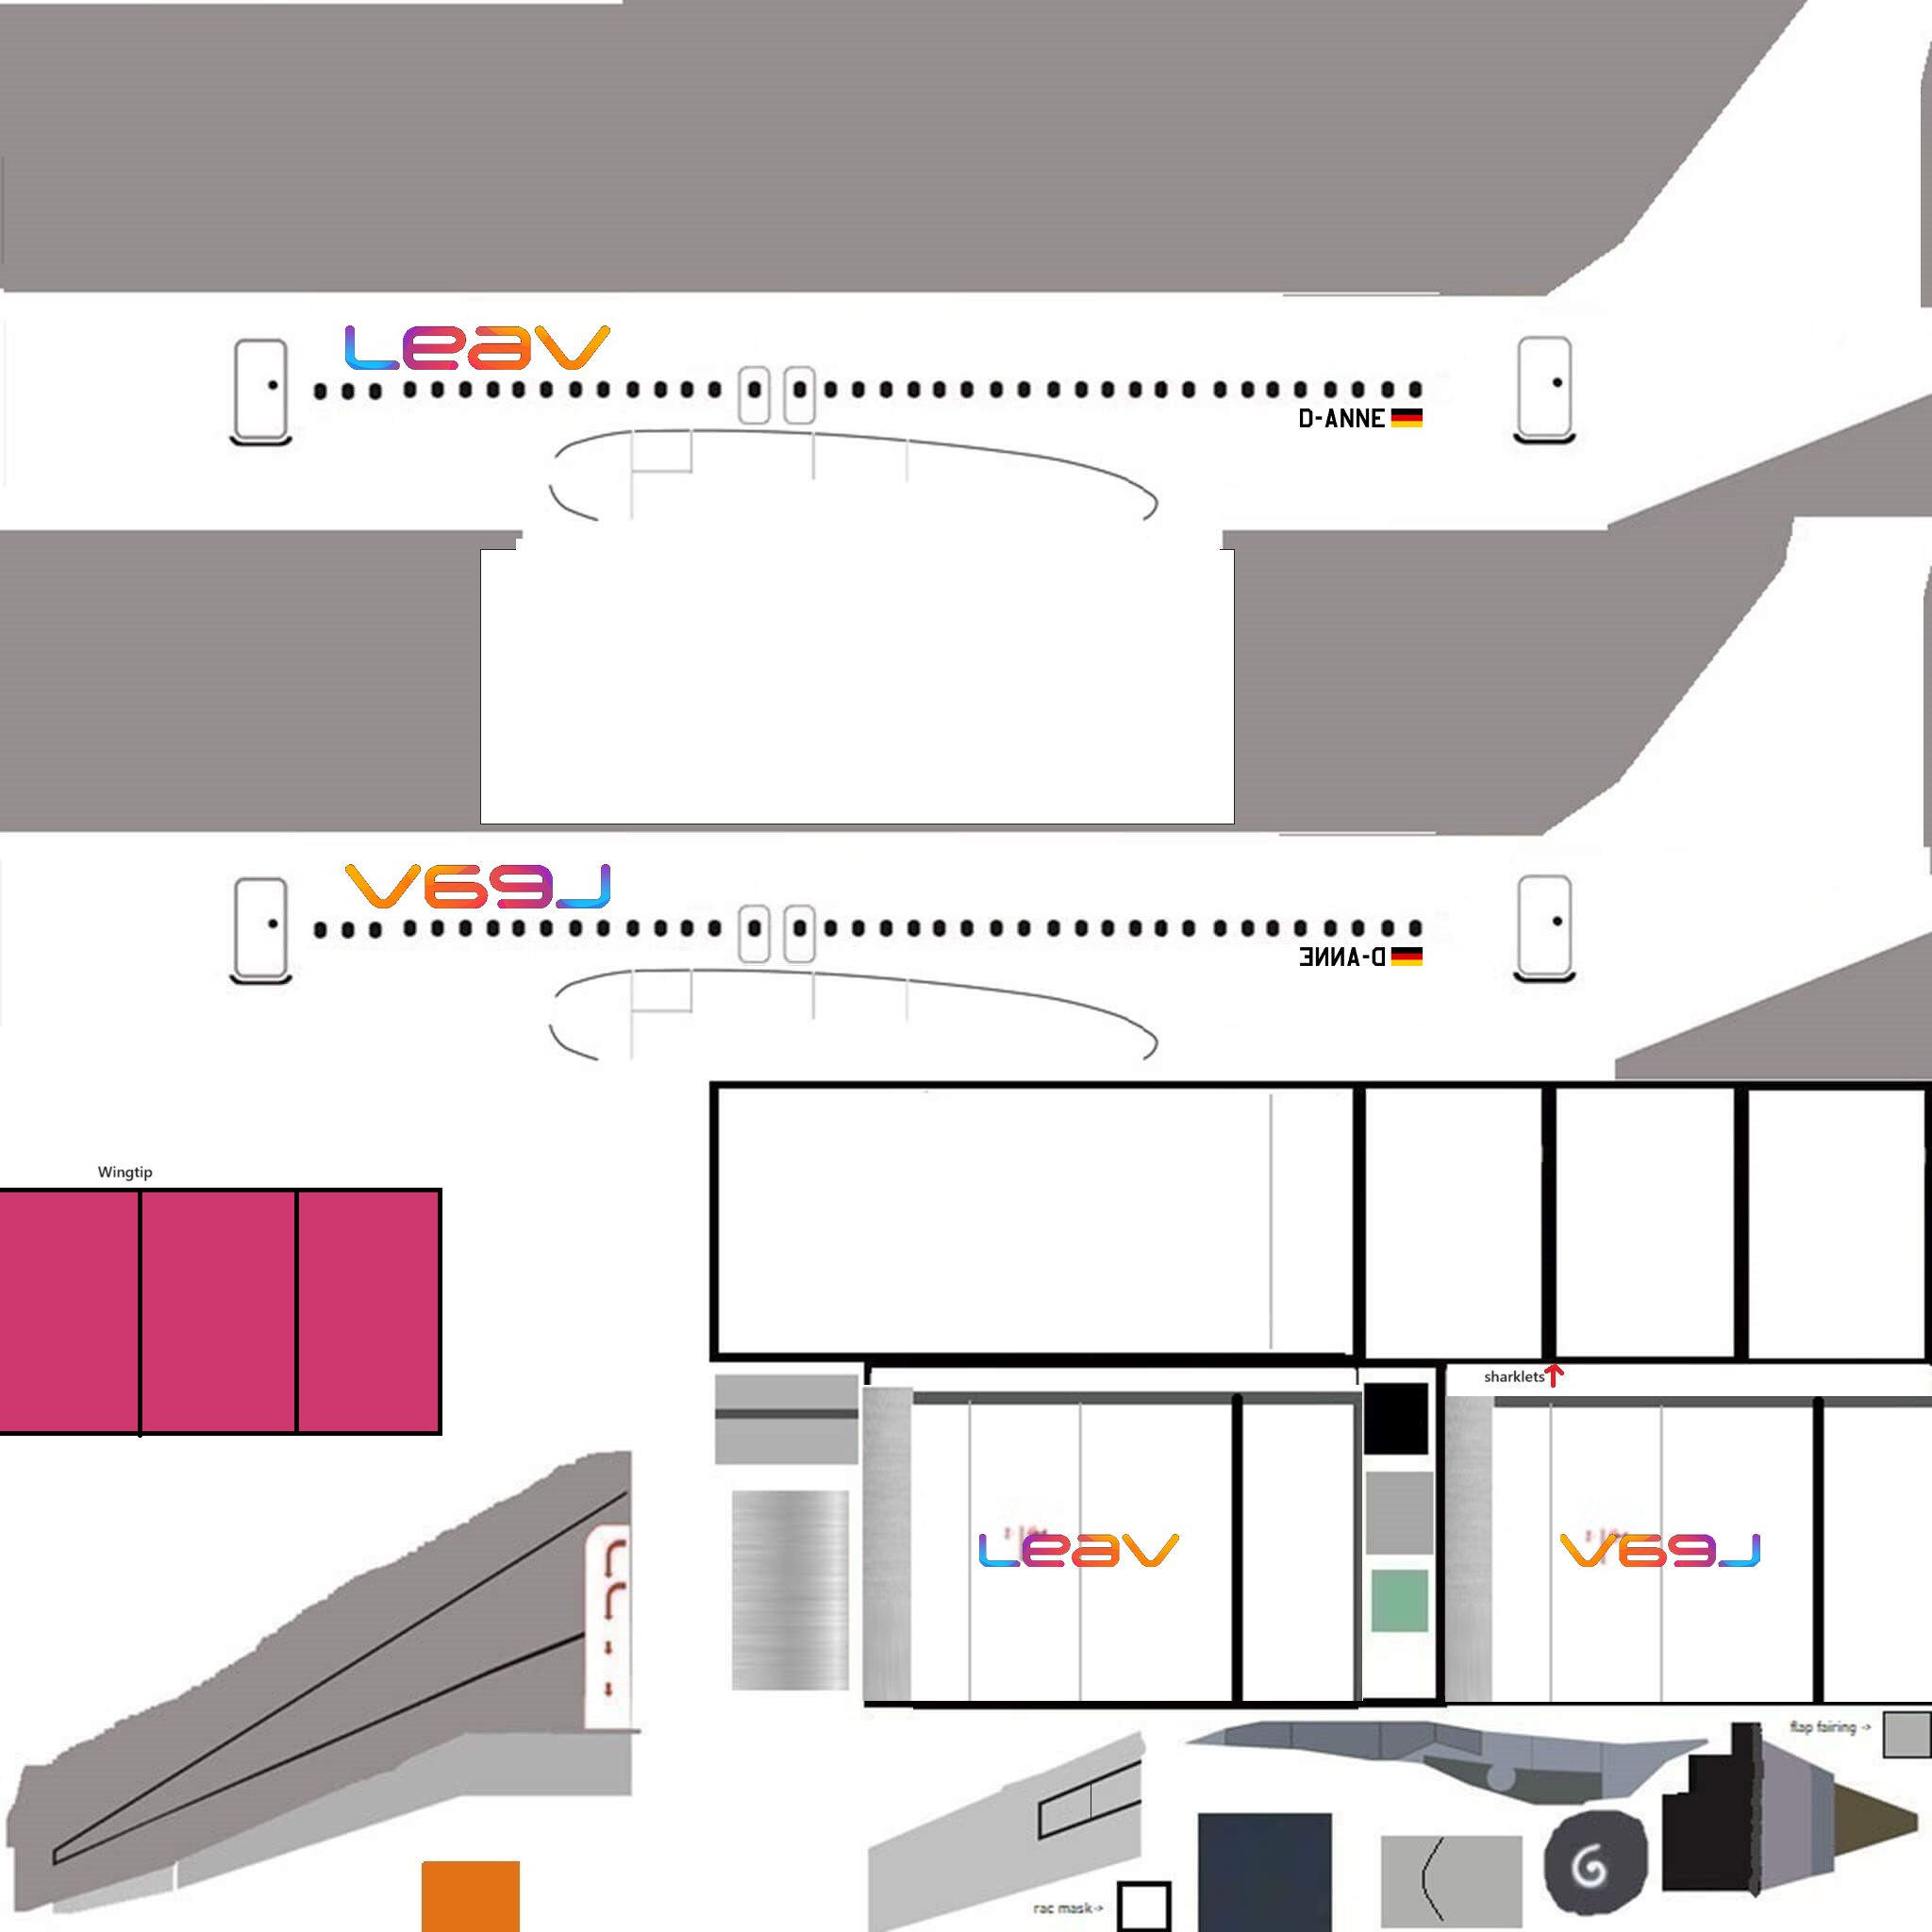 Leav
D-ANNE
Leav
D-ANNE
Wingtip
sharklets
Leav
Leav
flap fairing ->
rac mask->